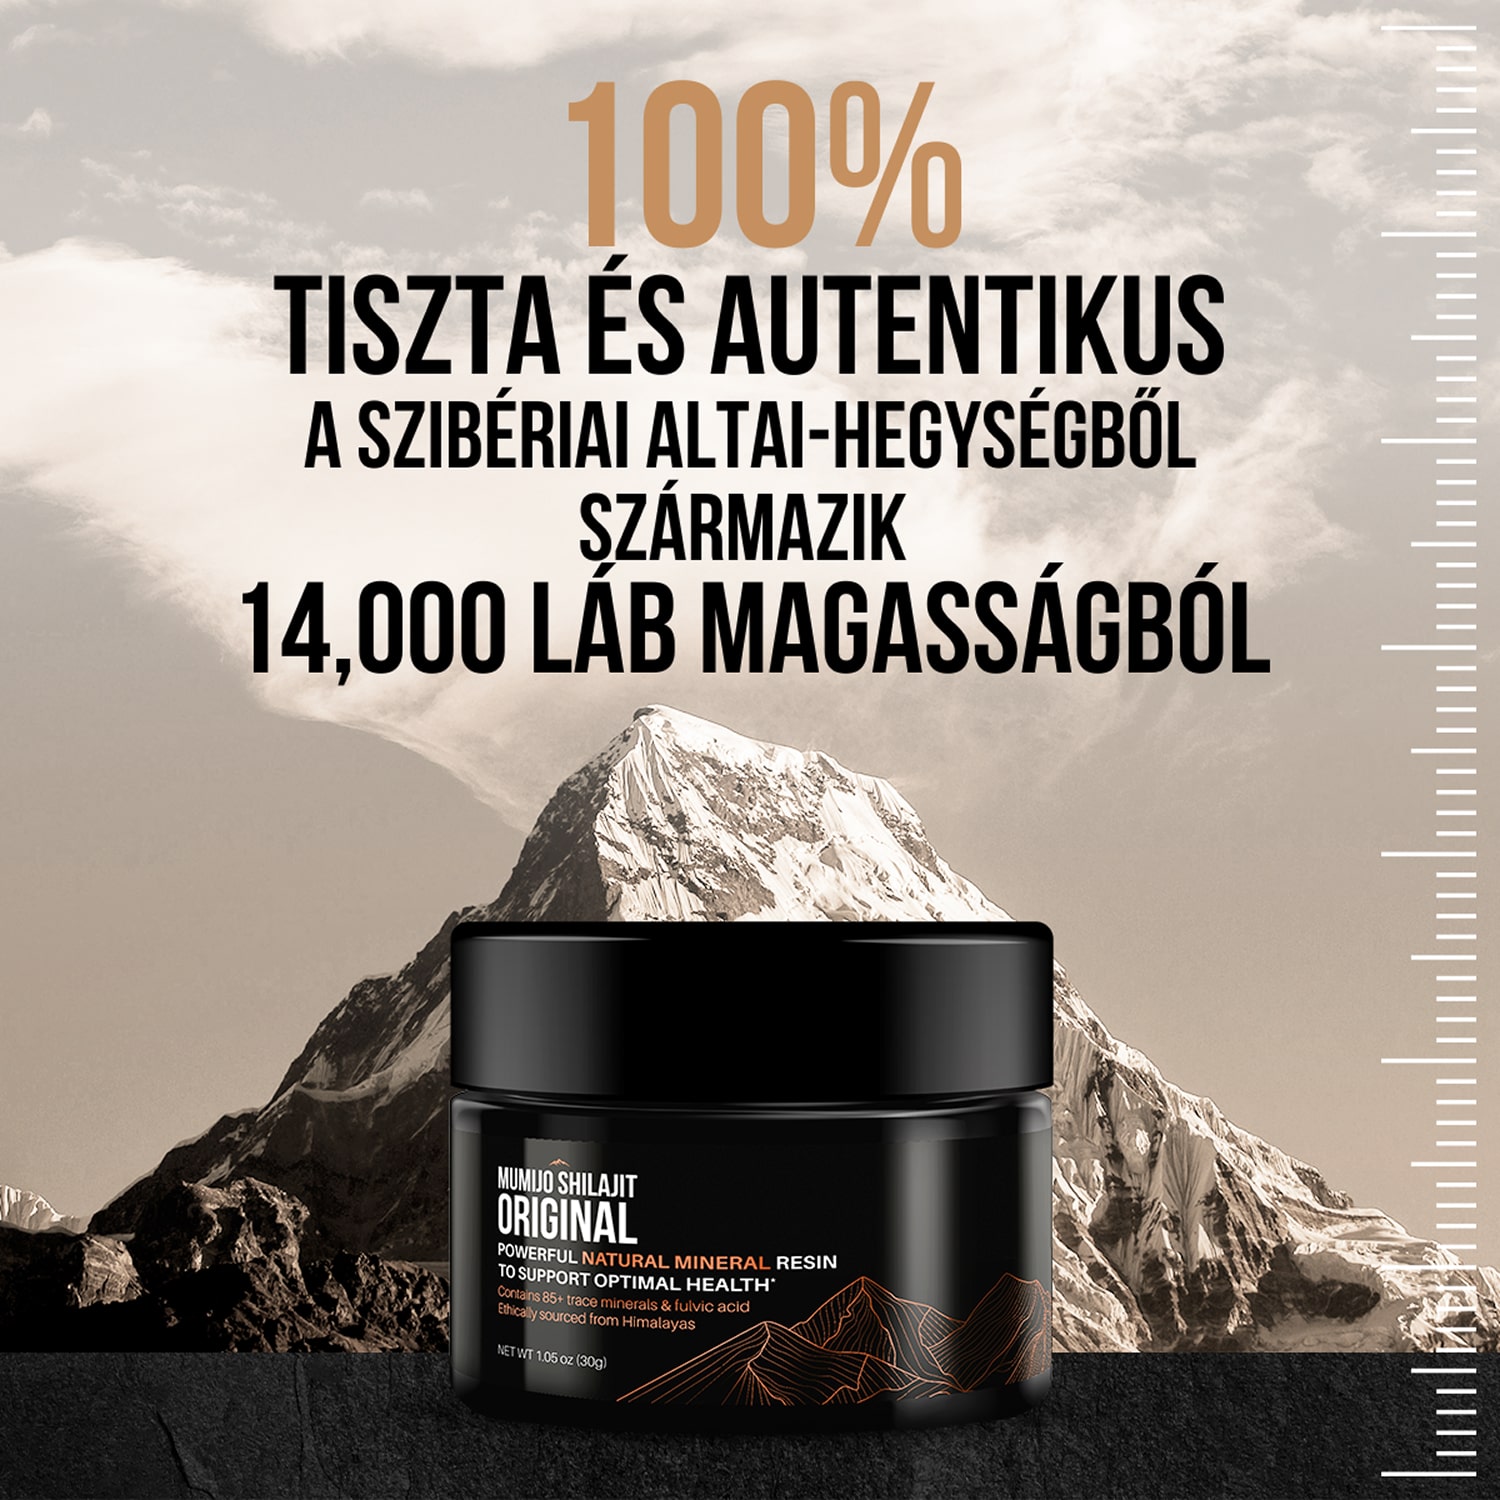 100%
TISZTA ÉS AUTENTIKUS
A SZIBÉRIAI ALTAI-HEGYSÉGBŐL
SZÁRMAZIK
14,000 LÁB MAGASSÁGBÓL
MUMIJO SHILAJIT
ORIGINAL
POWERFUL NATURAL MINERAL RESIN
TO SUPPORT OPTIMAL HEALTH*
Contains 85+ trace minerals & fulvic acid
Ethically sourced from Himalayas
NET WT 1.05 oz (30g)